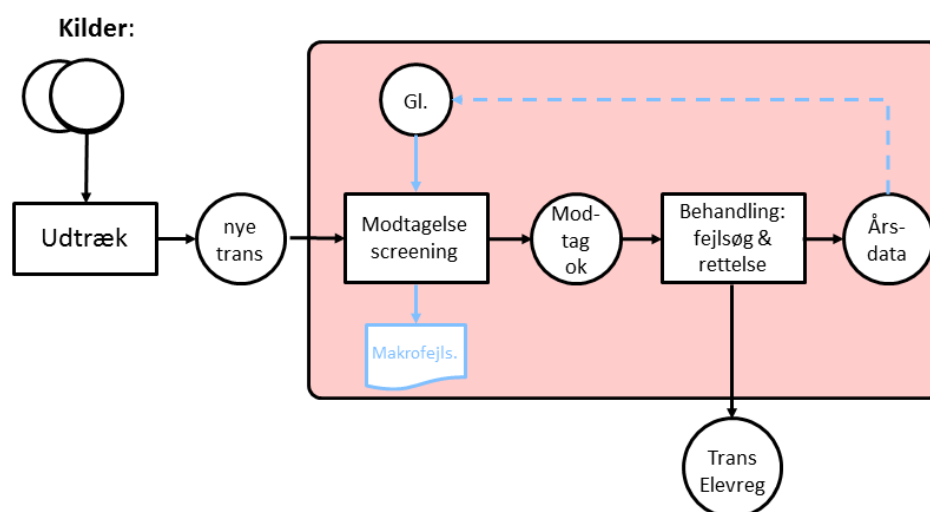 Kilder:
Gl.
Udtræk
nye
trans
Modtagelse
screening
Mod-
tag
ok
Behandling:
fejlsøg &
rettelse
Års-
data
Makrofejls.
Trans
Elevreg